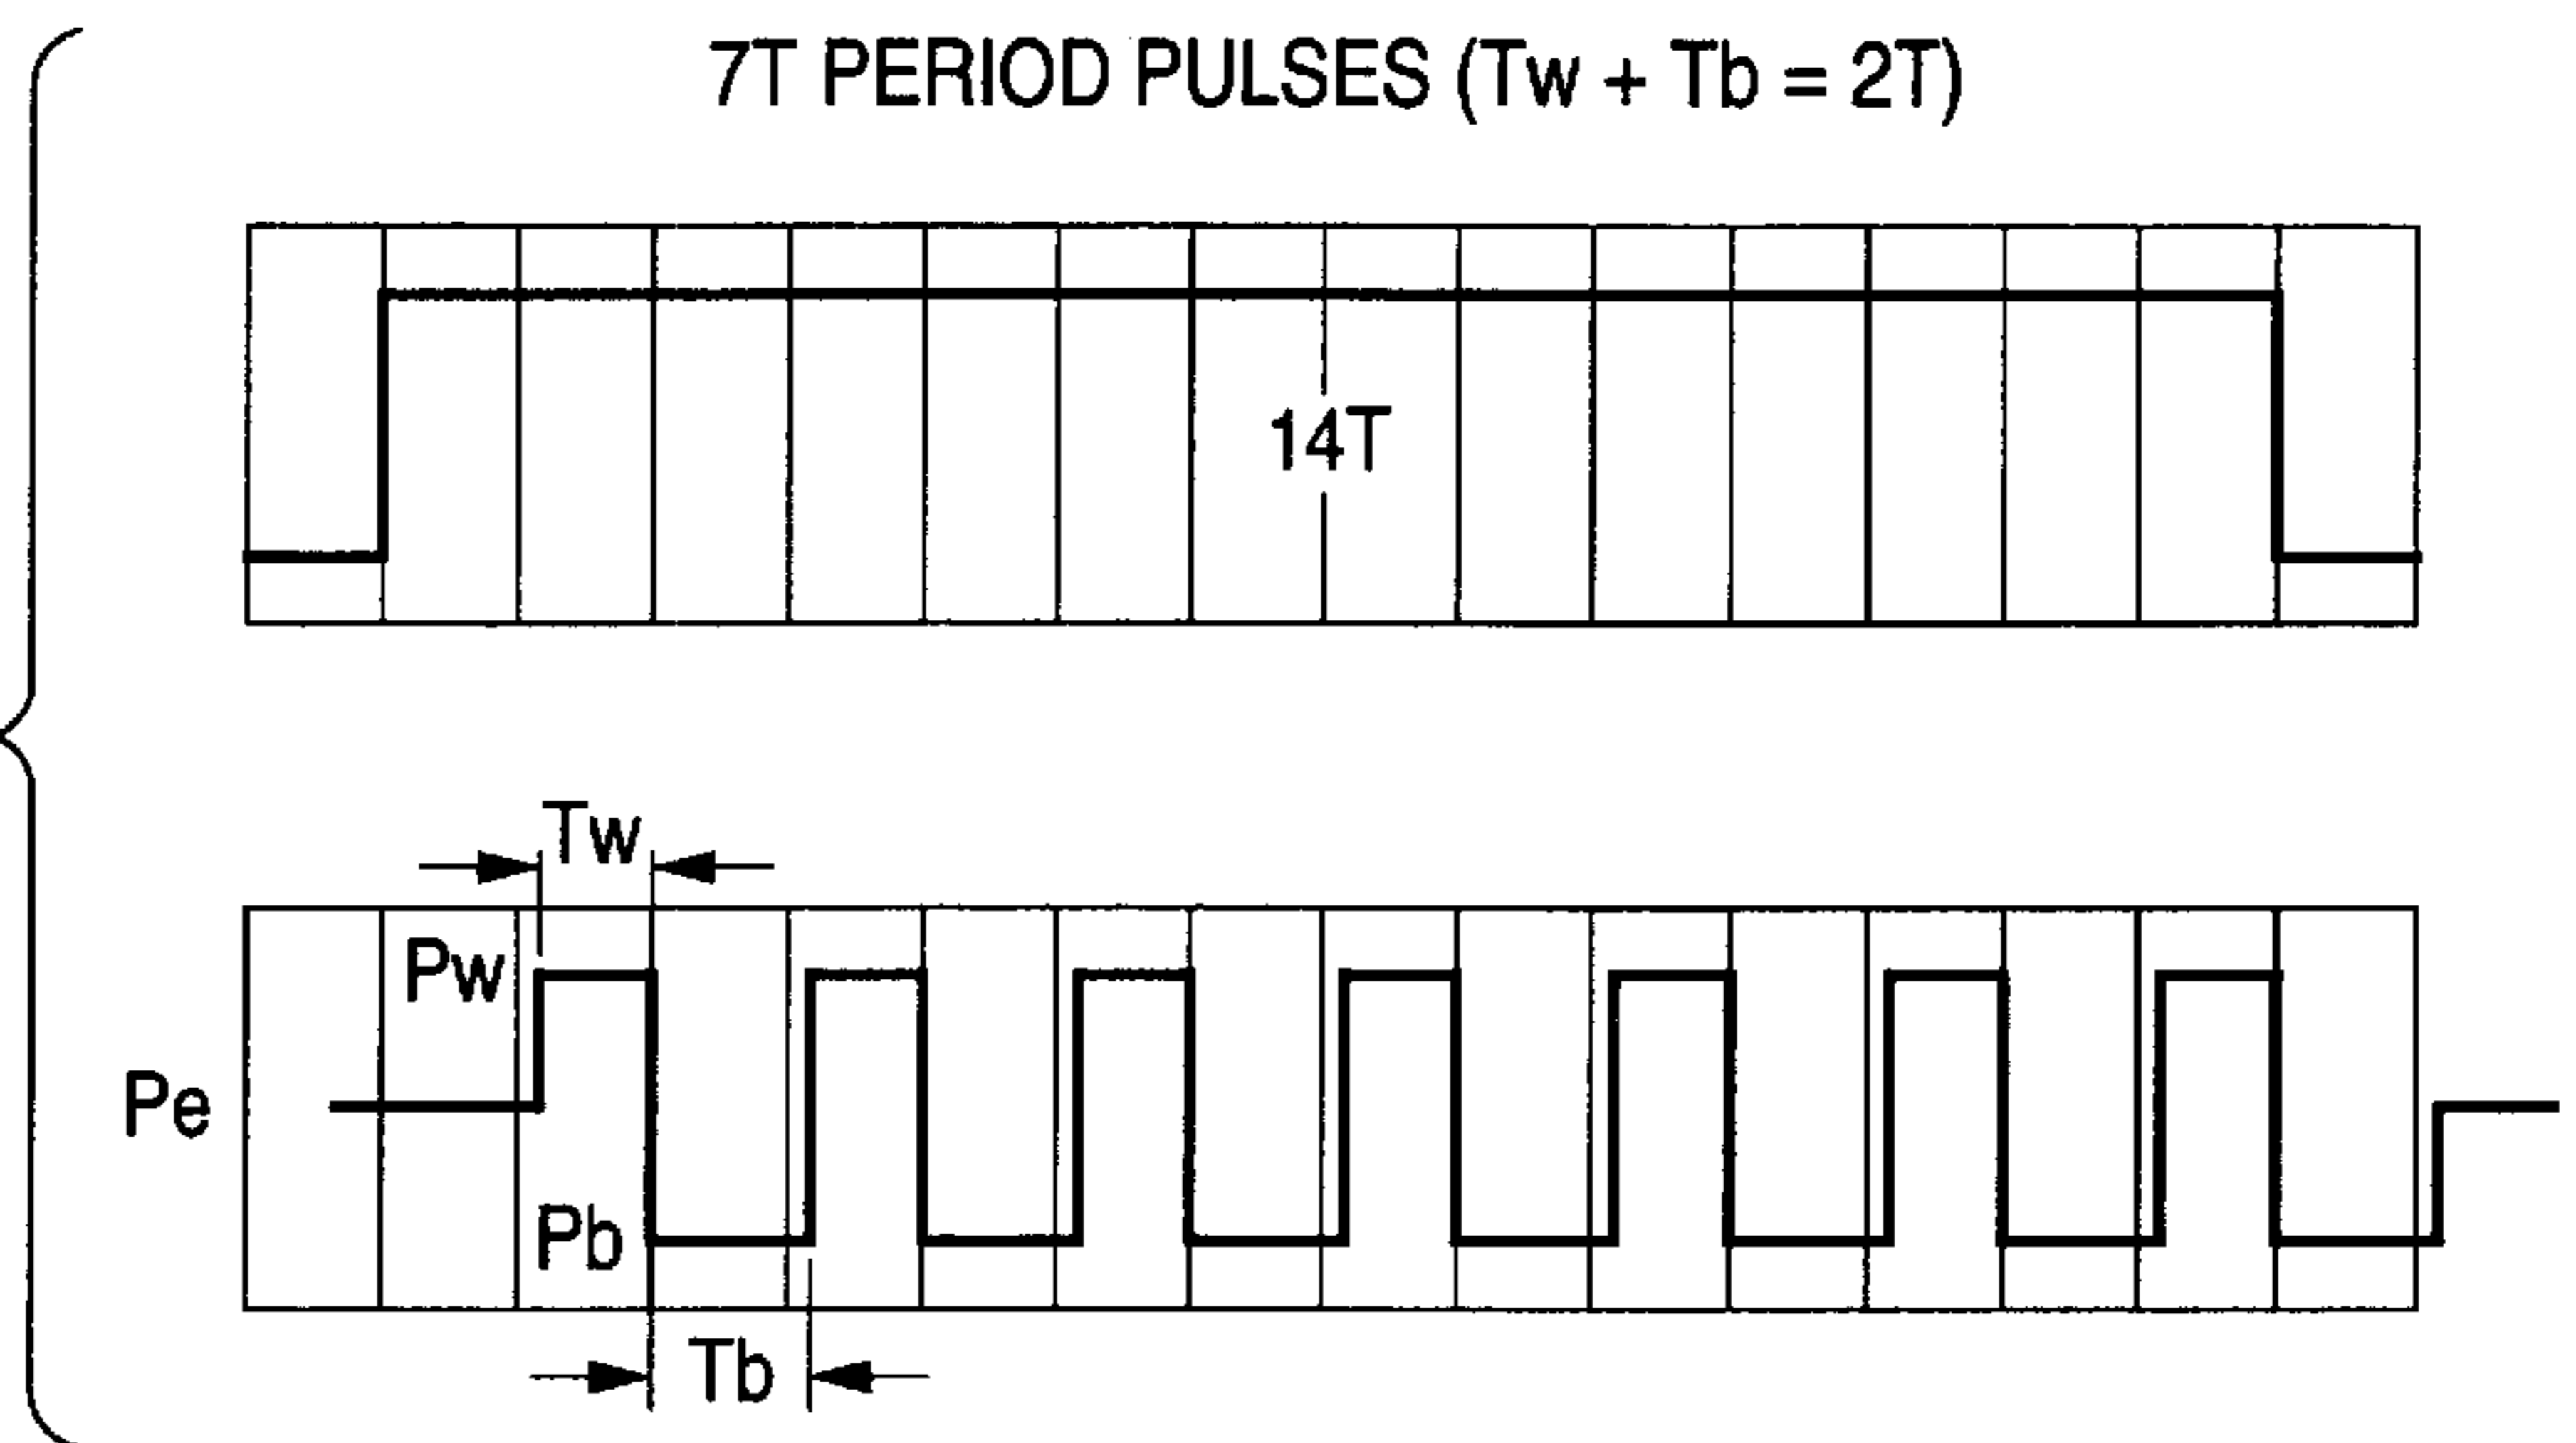 7T PERIOD PULSES (Tw + Tb = 2T)
14T
Tw
Pw
Pe
Pb
Tb